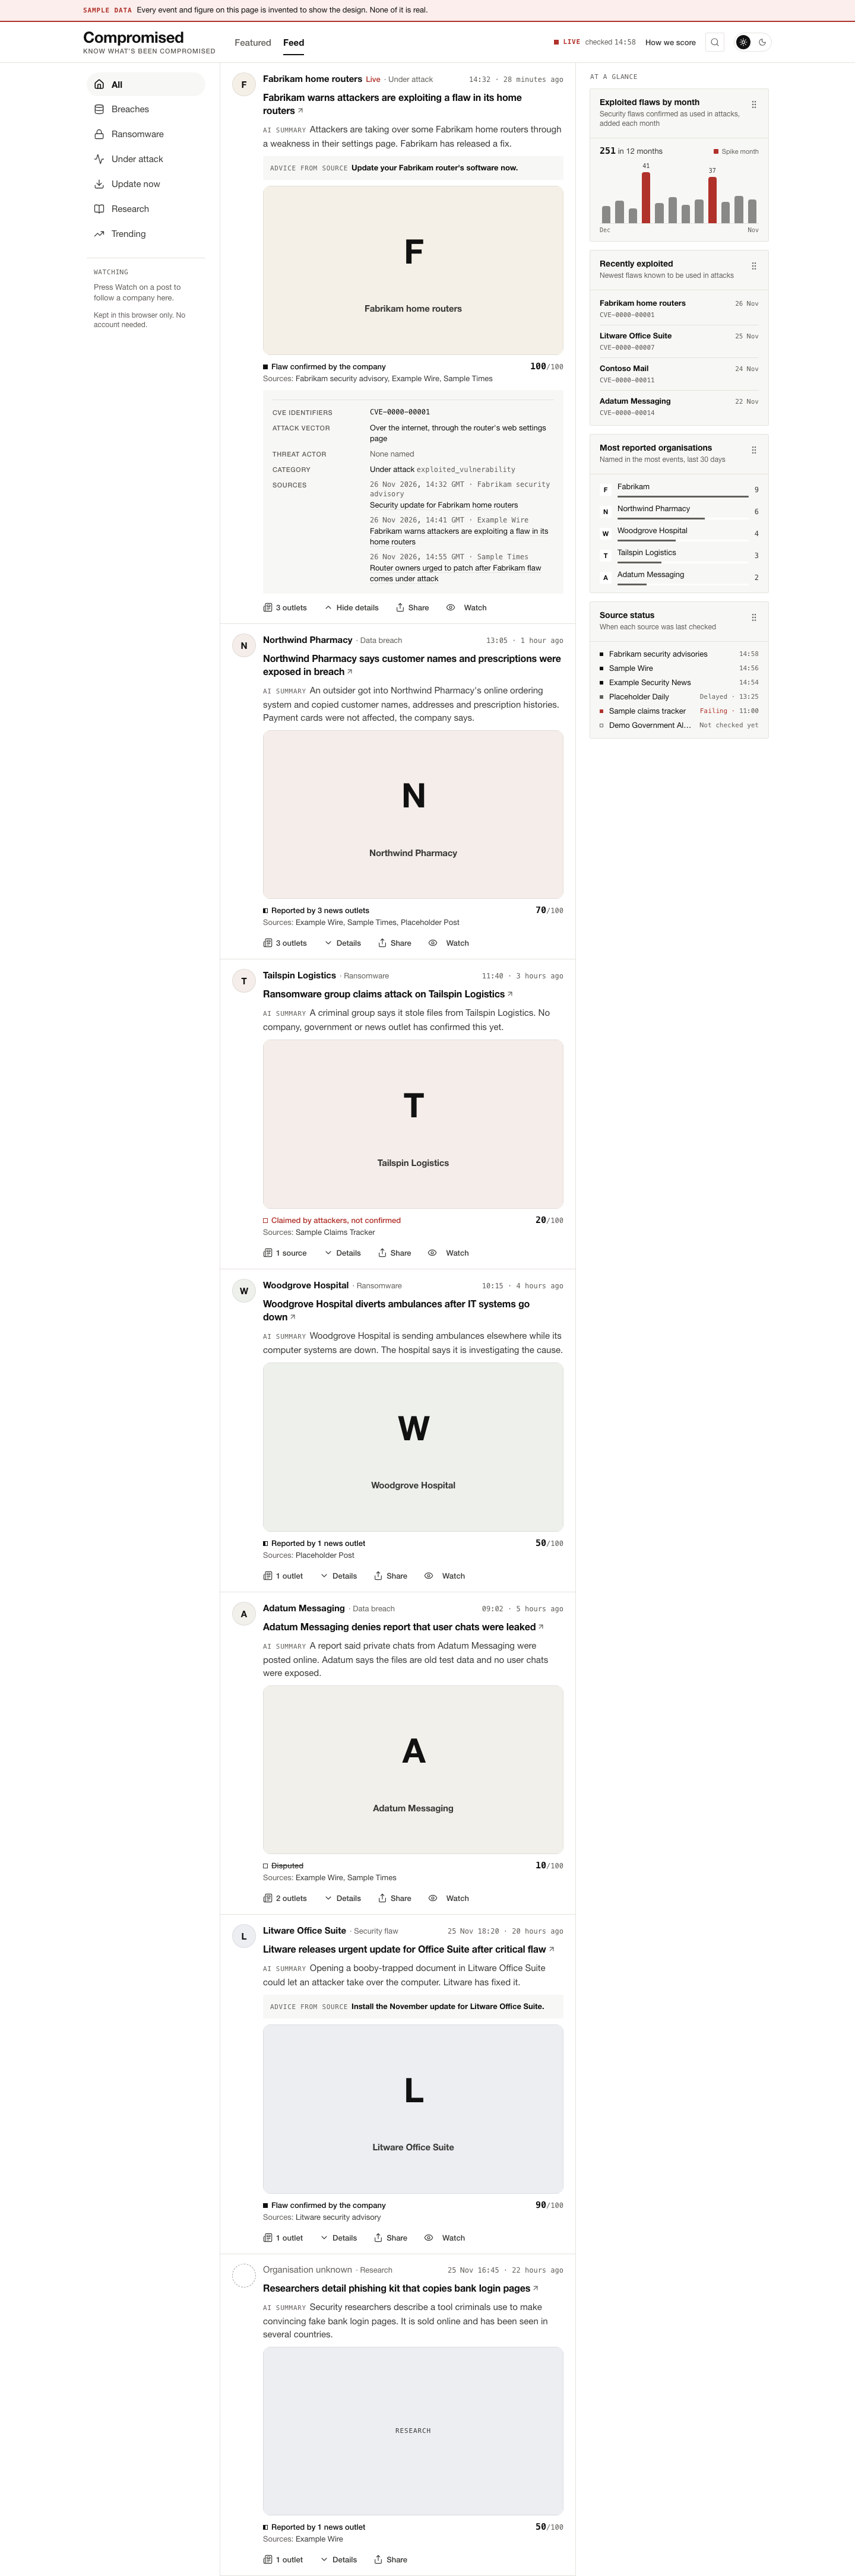 SAMPLE DATA Every event and figure on this page is invented to show the design. None of it is real.
Compromised
KNOW WHAT'S BEEN COMPROMISED
Featured Feed
LIVE checked 14:58 How we score
All
Breaches
Ransomware
Under attack
Update now
Research
Trending
WATCHING
Press Watch on a post to
follow a company here.
Kept in this browser only. No
account needed.
F
Fabrikam home routers Live · Under attack 14:32 · 28 minutes ago
Fabrikam warns attackers are exploiting a flaw in its home
routers
AI SUMMARY Attackers are taking over some Fabrikam home routers through
a weakness in their settings page. Fabrikam has released a fix.
ADVICE FROM SOURCE Update your Fabrikam router's software now.
F
Fabrikam home routers
Flaw confirmed by the company 100/100
Sources: Fabrikam security advisory, Example Wire, Sample Times
CVE IDENTIFIERS CVE-0000-00001
ATTACK VECTOR Over the internet, through the router's web settings
page
THREAT ACTOR None named
CATEGORY Under attack exploited_vulnerability
SOURCES 26 Nov 2026, 14:32 GMT · Fabrikam security
advisory
Security update for Fabrikam home routers
26 Nov 2026, 14:41 GMT · Example Wire
Fabrikam warns attackers are exploiting a flaw in its
home routers
26 Nov 2026, 14:55 GMT · Sample Times
Router owners urged to patch after Fabrikam flaw
comes under attack
3 outlets Hide details Share Watch
N
Northwind Pharmacy · Data breach 13:05 · 1 hour ago
Northwind Pharmacy says customer names and prescriptions were
exposed in breach
AI SUMMARY An outsider got into Northwind Pharmacy's online ordering
system and copied customer names, addresses and prescription histories.
Payment cards were not affected, the company says.
N
Northwind Pharmacy
Reported by 3 news outlets 70/100
Sources: Example Wire, Sample Times, Placeholder Post
3 outlets Details Share Watch
T
Tailspin Logistics · Ransomware 11:40 · 3 hours ago
Ransomware group claims attack on Tailspin Logistics
AI SUMMARY A criminal group says it stole files from Tailspin Logistics. No
company, government or news outlet has confirmed this yet.
T
Tailspin Logistics
Claimed by attackers, not confirmed 20/100
Sources: Sample Claims Tracker
1 source Details Share Watch
W
Woodgrove Hospital · Ransomware 10:15 · 4 hours ago
Woodgrove Hospital diverts ambulances after IT systems go
down
AI SUMMARY Woodgrove Hospital is sending ambulances elsewhere while its
computer systems are down. The hospital says it is investigating the cause.
W
Woodgrove Hospital
Reported by 1 news outlet 50/100
Sources: Placeholder Post
1 outlet Details Share Watch
A
Adatum Messaging · Data breach 09:02 · 5 hours ago
Adatum Messaging denies report that user chats were leaked
AI SUMMARY A report said private chats from Adatum Messaging were
posted online. Adatum says the files are old test data and no user chats
were exposed.
A
Adatum Messaging
Disputed 10/100
Sources: Example Wire, Sample Times
2 outlets Details Share Watch
L
Litware Office Suite · Security flaw 25 Nov 18:20 · 20 hours ago
Litware releases urgent update for Office Suite after critical flaw
AI SUMMARY Opening a booby-trapped document in Litware Office Suite
could let an attacker take over the computer. Litware has fixed it.
ADVICE FROM SOURCE Install the November update for Litware Office Suite.
L
Litware Office Suite
Flaw confirmed by the company 90/100
Sources: Litware security advisory
1 outlet Details Share Watch
Organisation unknown · Research 25 Nov 16:45 · 22 hours ago
Researchers detail phishing kit that copies bank login pages
AI SUMMARY Security researchers describe a tool criminals use to make
convincing fake bank login pages. It is sold online and has been seen in
several countries.
RESEARCH
Reported by 1 news outlet 50/100
Sources: Example Wire
1 outlet Details Share
AT A GLANCE
Exploited flaws by month
Security flaws confirmed as used in attacks,
added each month
251 in 12 months Spike month
41
37
Dec Nov
Recently exploited
Newest flaws known to be used in attacks
Fabrikam home routers 26 Nov
CVE-0000-00001
Litware Office Suite 25 Nov
CVE-0000-00007
Contoso Mail 24 Nov
CVE-0000-00011
Adatum Messaging 22 Nov
CVE-0000-00014
Most reported organisations
Named in the most events, last 30 days
F Fabrikam 9
N Northwind Pharmacy 6
W Woodgrove Hospital 4
T Tailspin Logistics 3
A Adatum Messaging 2
Source status
When each source was last checked
Fabrikam security advisories 14:58
Sample Wire 14:56
Example Security News 14:54
Placeholder Daily Delayed · 13:25
Sample claims tracker Failing · 11:00
Demo Government Al... Not checked yet